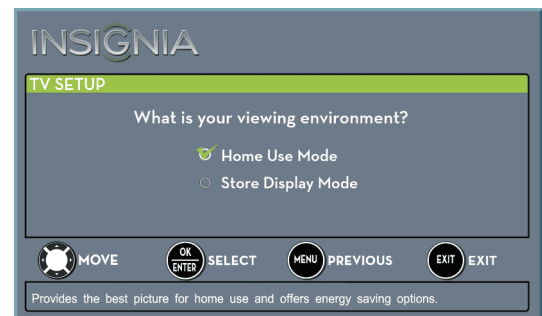 INSIGNIA
TV SETUP
What is your viewing environment?
Home Use Mode
Store Display Mode
MOVE OK ENTER SELECT MENU PREVIOUS EXIT EXIT
Provides the best picture for home use and offers energy saving options.